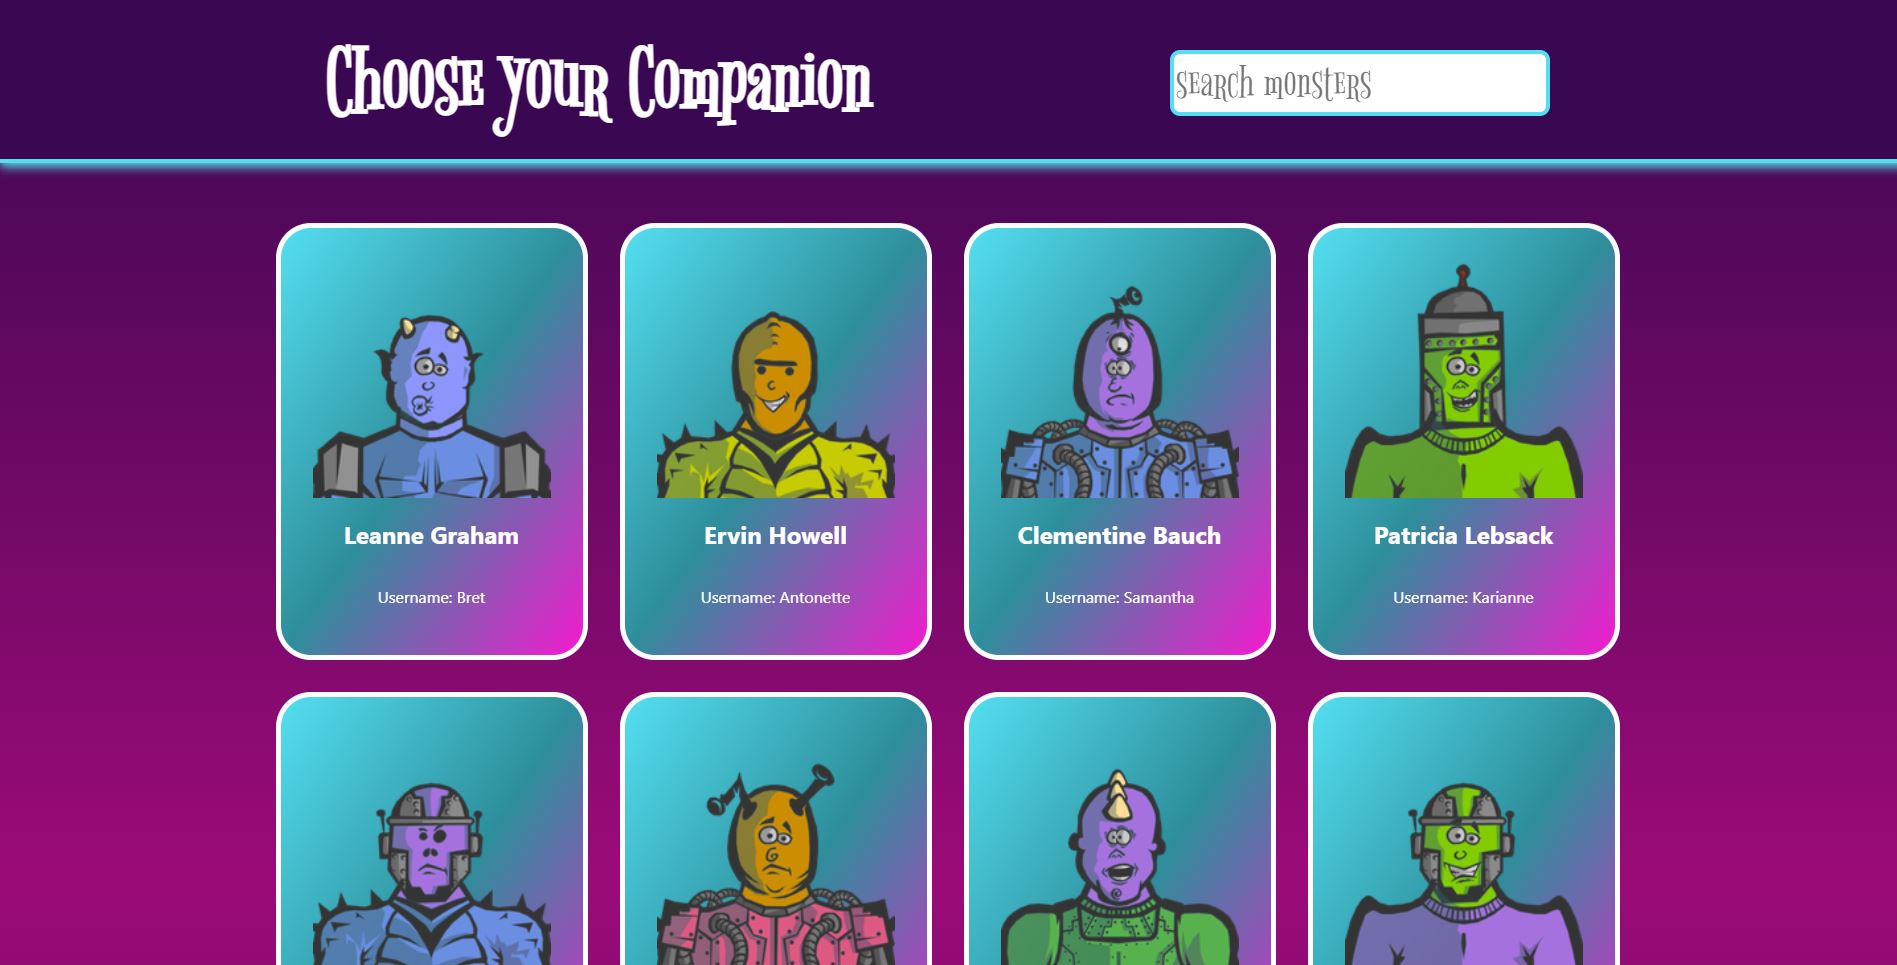 Choose your Companion
search monsters
Leanne Graham
Ervin Howell
Clementine Bauch
Patricia Lebsack
Username: Bret
Username: Antonette
Username: Samantha
Username: Karianne